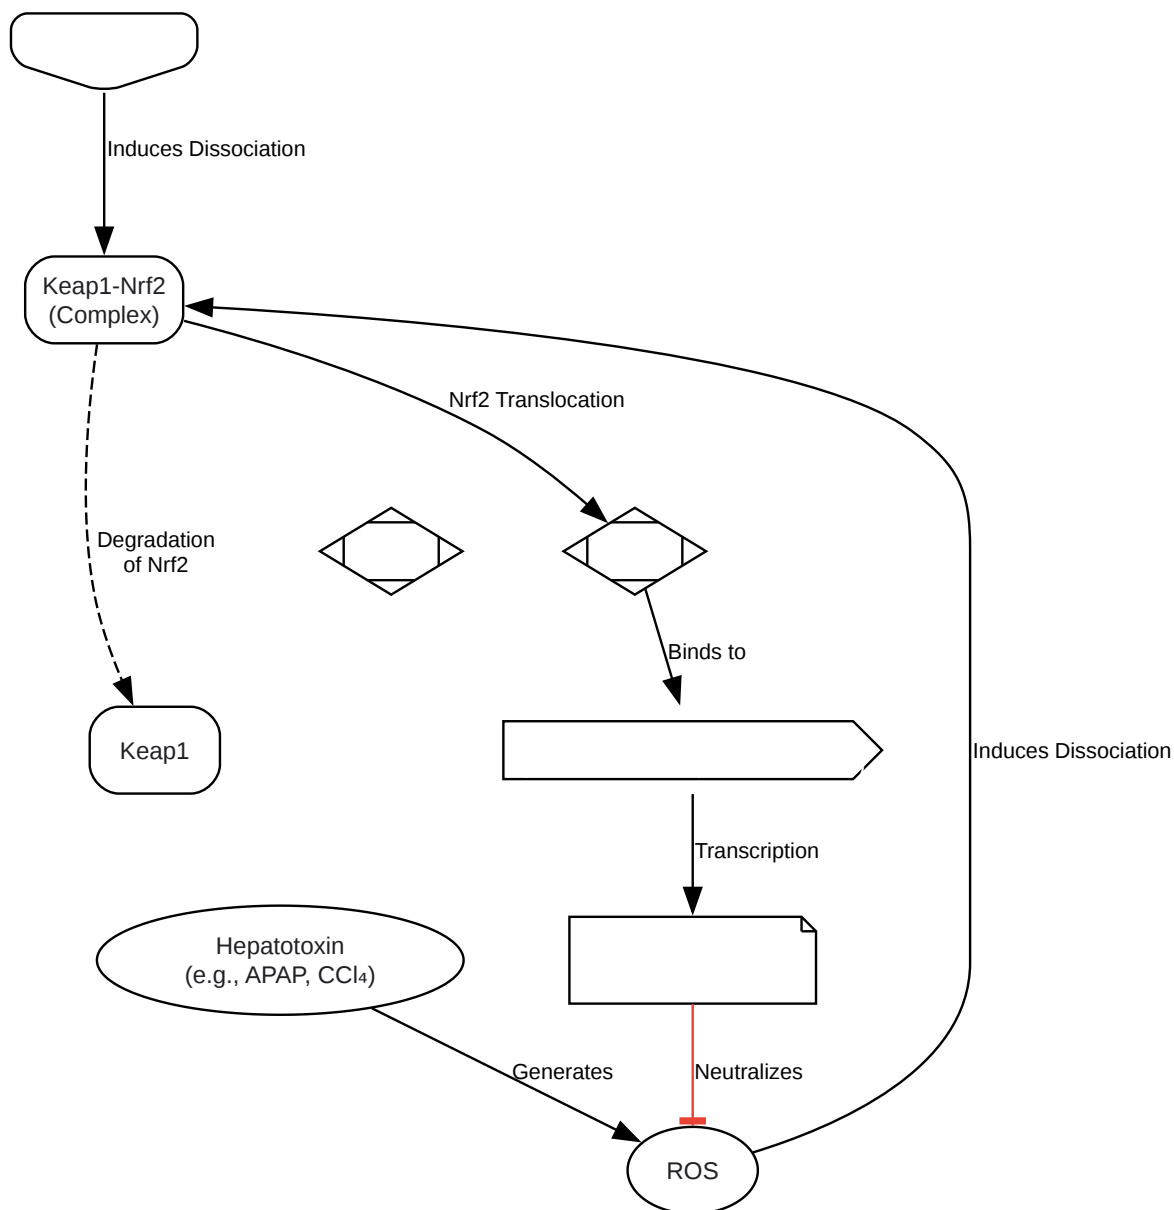 Induces Dissociation
Keap1-Nrf2
(Complex)
Nrf2 Translocation
Degradation
of Nrf2
Binds to
Keap1
Induces Dissociation
Transcription
Hepatotoxin
(e.g., APAP, CCl₄)
Generates
Neutralizes
ROS